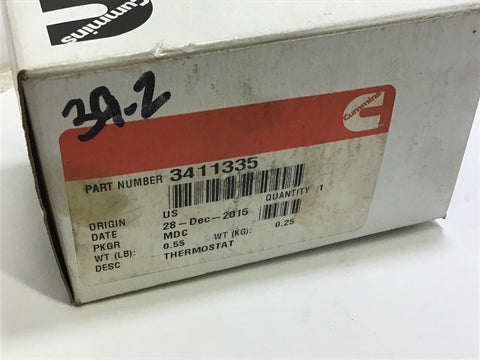 Cummins
39-2
Cummins
PART NUMBER 3411335
QUANTITY 1
ORIGIN US
DATE 28-Dec-2015
PKGR MDC
WT (LB): 0.55 WT (KG): 0.25
DESC THERMOSTAT